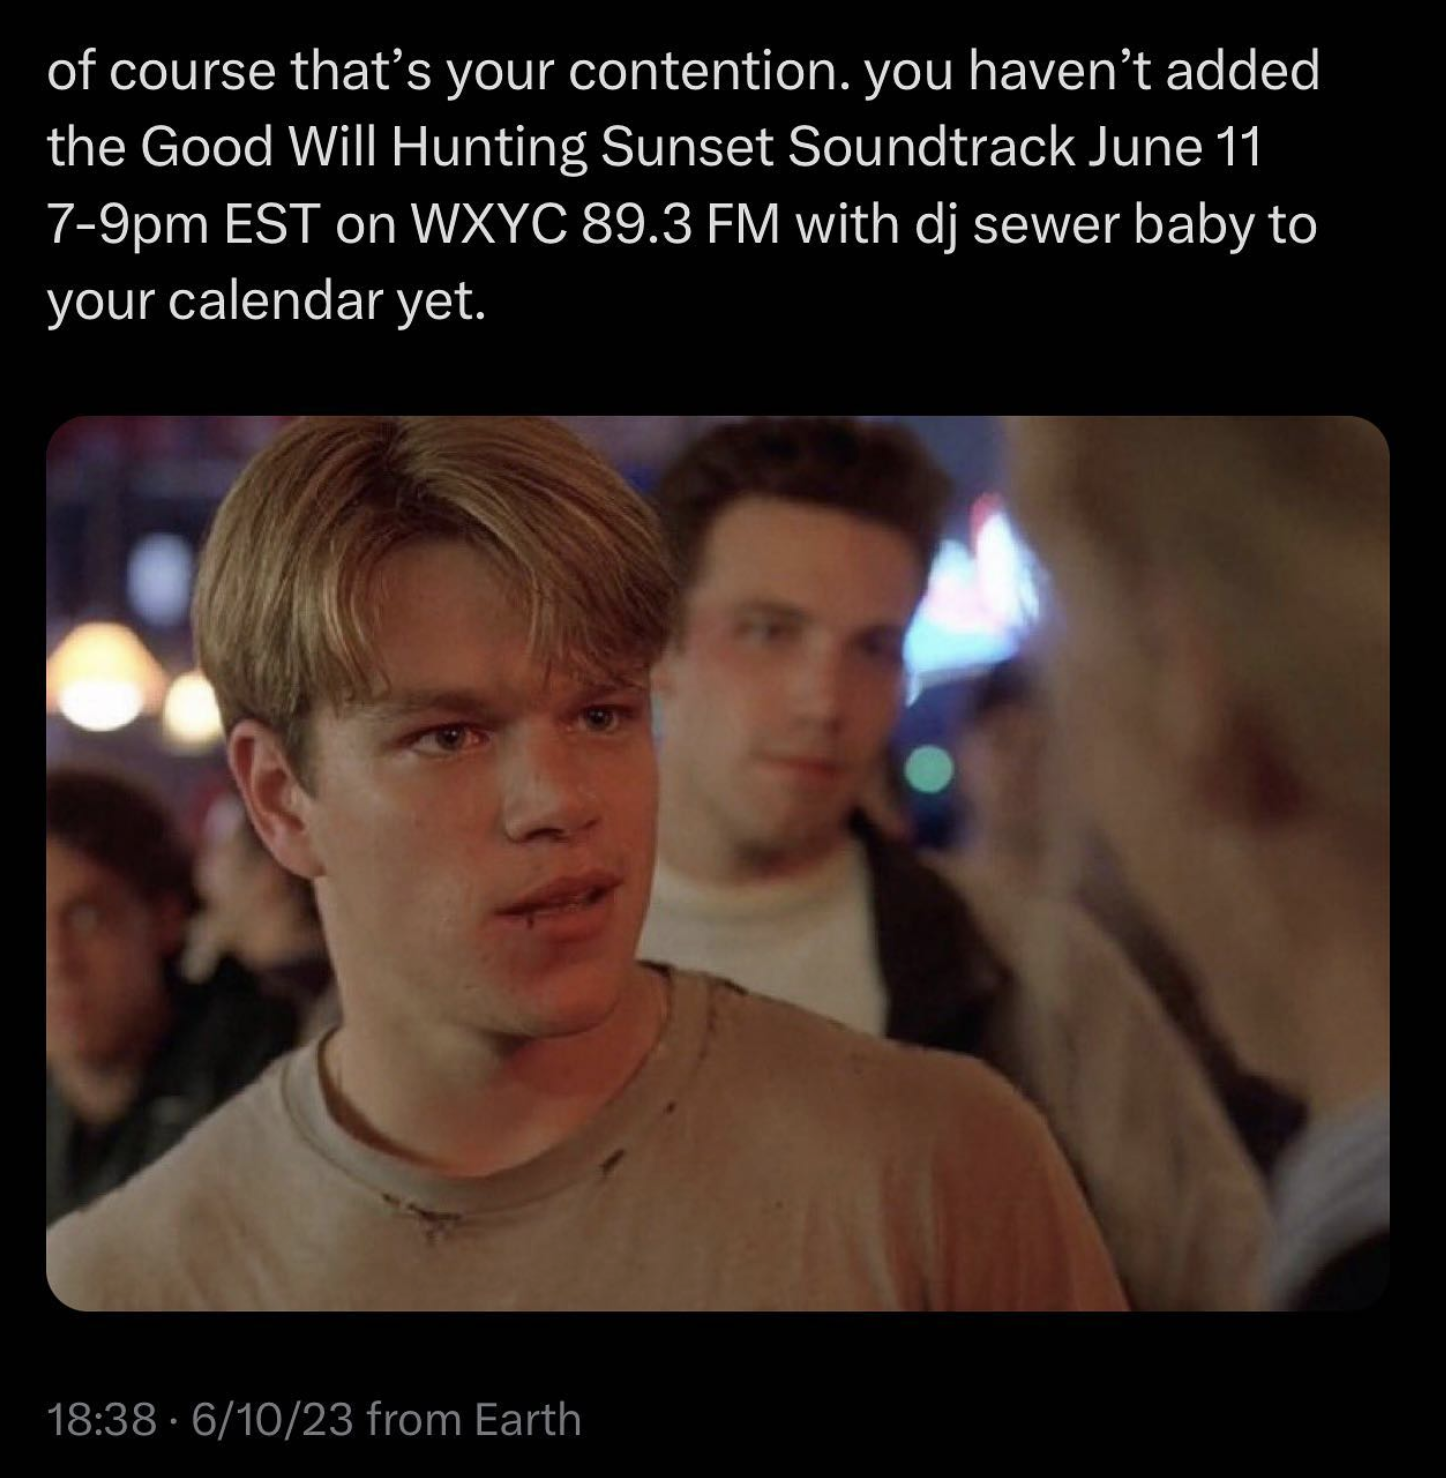 of course that’s your contention. you haven’t added
the Good Will Hunting Sunset Soundtrack June 11
7-9pm EST on WXYC 89.3 FM with dj sewer baby to
your calendar yet.
18:38 · 6/10/23 from Earth